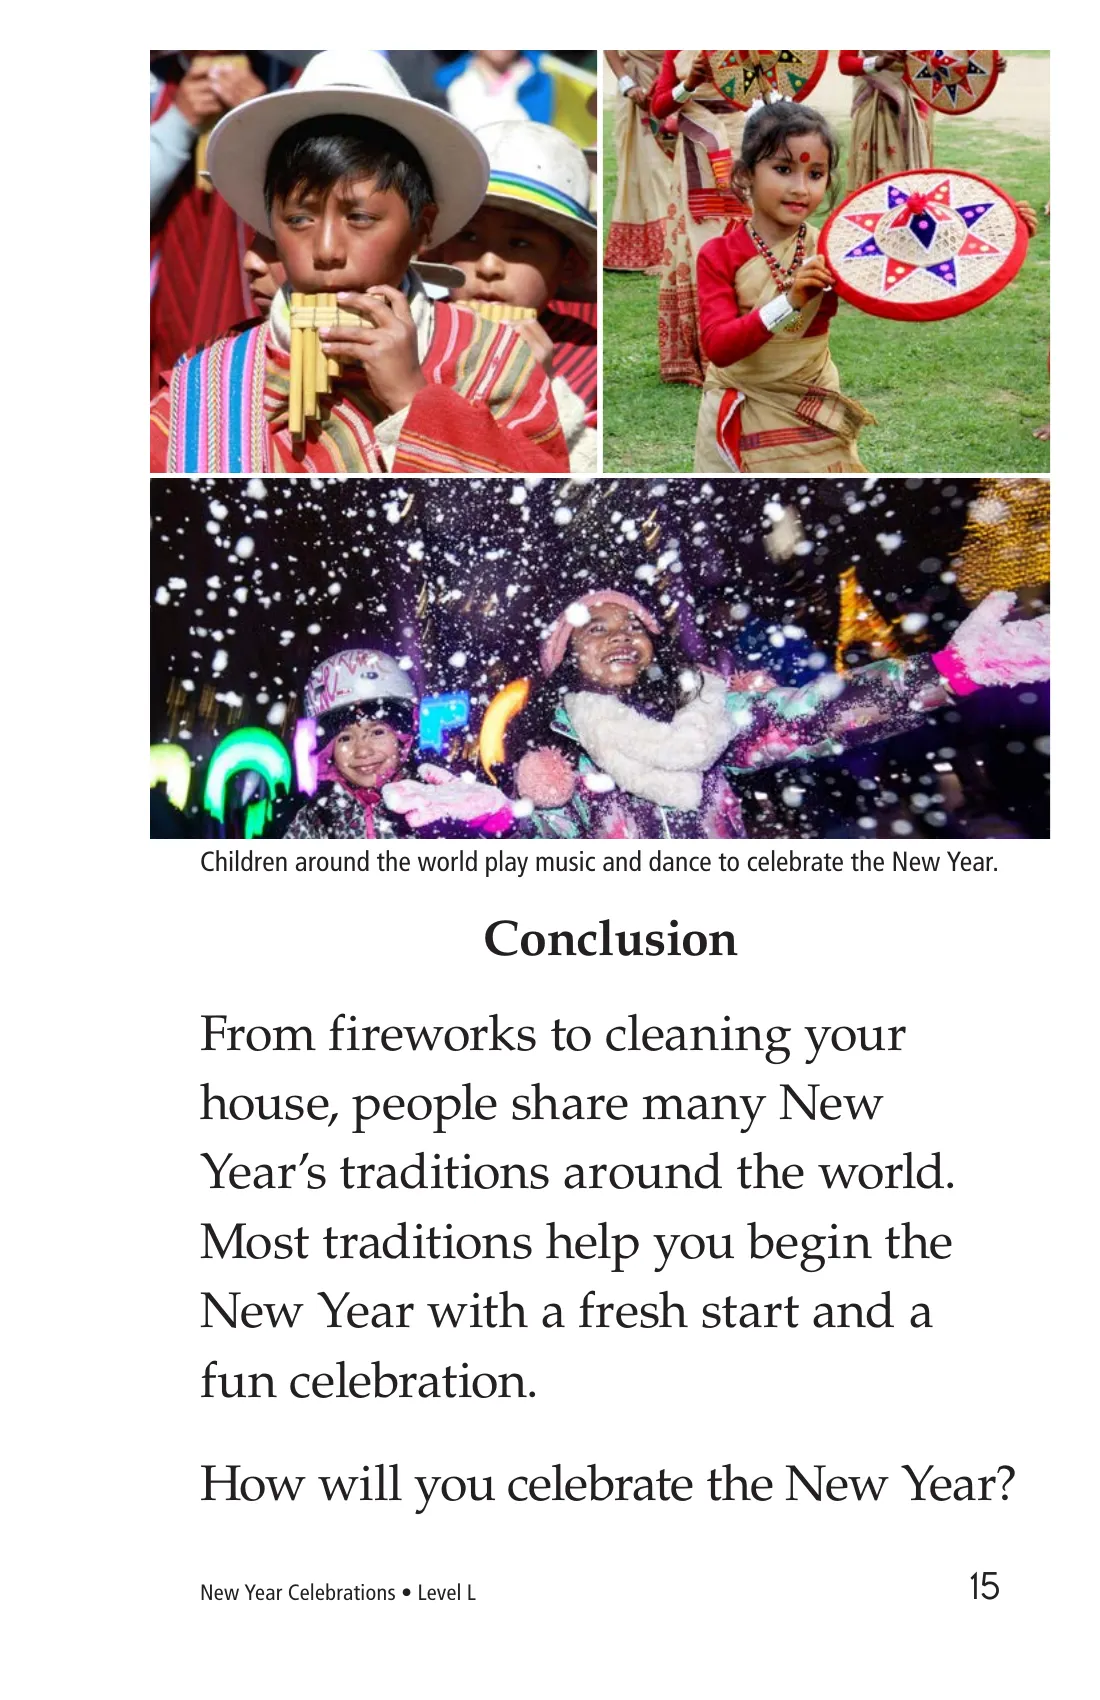 Children around the world play music and dance to celebrate the New Year.
Conclusion
From fireworks to cleaning your
house, people share many New
Year’s traditions around the world.
Most traditions help you begin the
New Year with a fresh start and a
fun celebration.
How will you celebrate the New Year?
New Year Celebrations • Level L
15